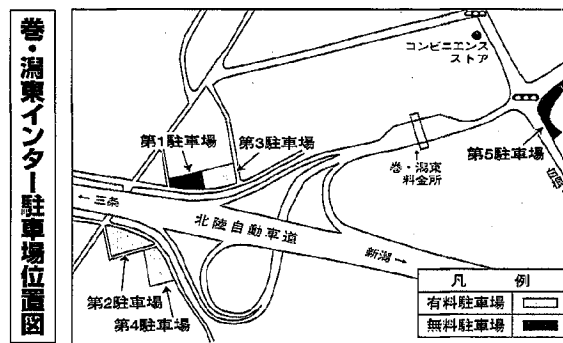 巻・潟東インター駐車場位置図
コンビニエンス
ストア
第1駐車場
第3駐車場
巻・潟東
料金所
第5駐車場
←三条
北陸自動車道
新潟→
第2駐車場
第4駐車場
凡 例
有料駐車場
無料駐車場